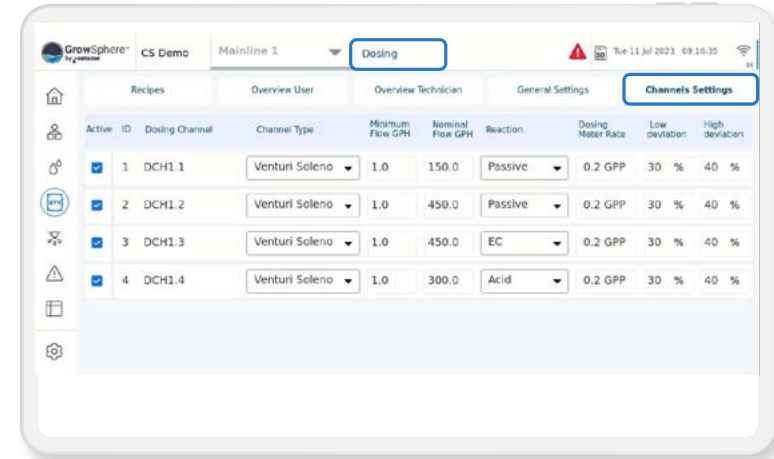 GrowSphere™ CS Demo Mainline 1 Dosing Tue 11 Jul 2023 09:16:35
by NETAFIM
Recipes Overview User Overview Technician General Settings Channels Settings
Active ID Dosing Channel Channel Type Minimum Flow GPH Nominal Flow GPH Reaction Dosing Meter Rate Low deviation High deviation
1 DCH1.1 Venturi Soleno 1.0 150.0 Passive 0.2 GPP 30 % 40 %
2 DCH1.2 Venturi Soleno 1.0 450.0 Passive 0.2 GPP 30 % 40 %
3 DCH1.3 Venturi Soleno 1.0 450.0 EC 0.2 GPP 30 % 40 %
4 DCH1.4 Venturi Soleno 1.0 300.0 Acid 0.2 GPP 30 % 40 %